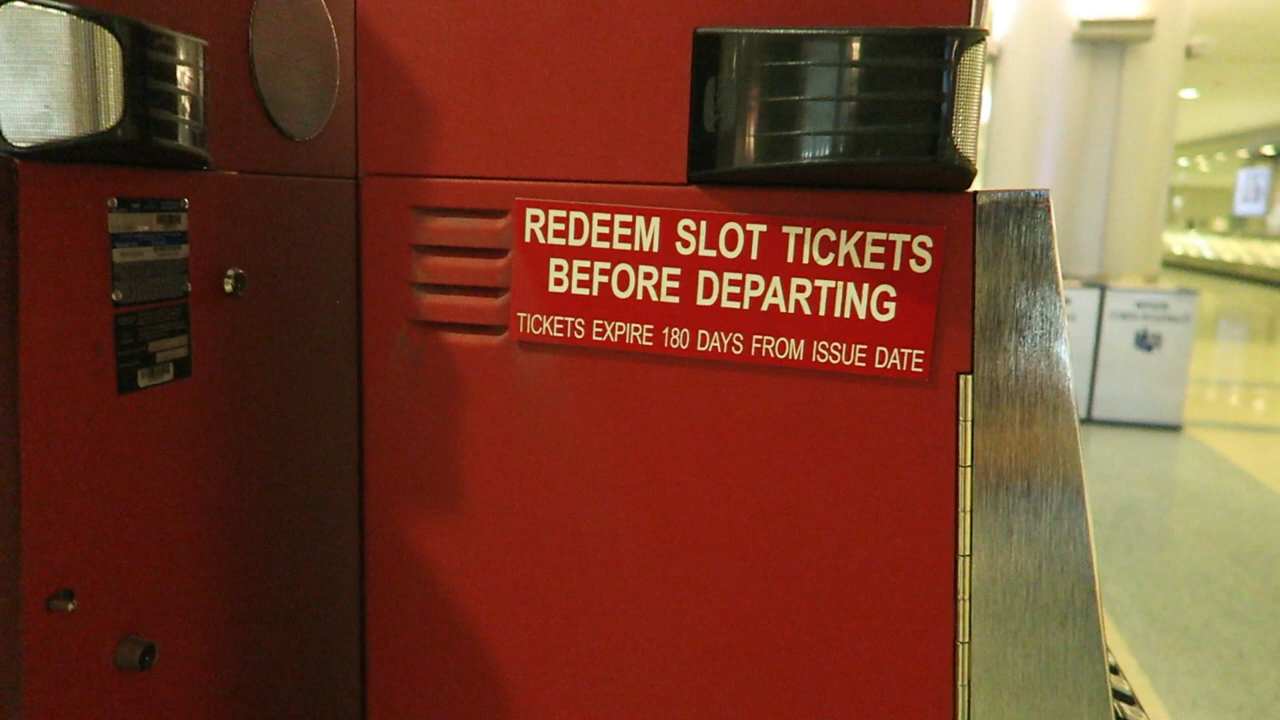 REDEEM SLOT TICKETS
BEFORE DEPARTING
TICKETS EXPIRE 180 DAYS FROM ISSUE DATE